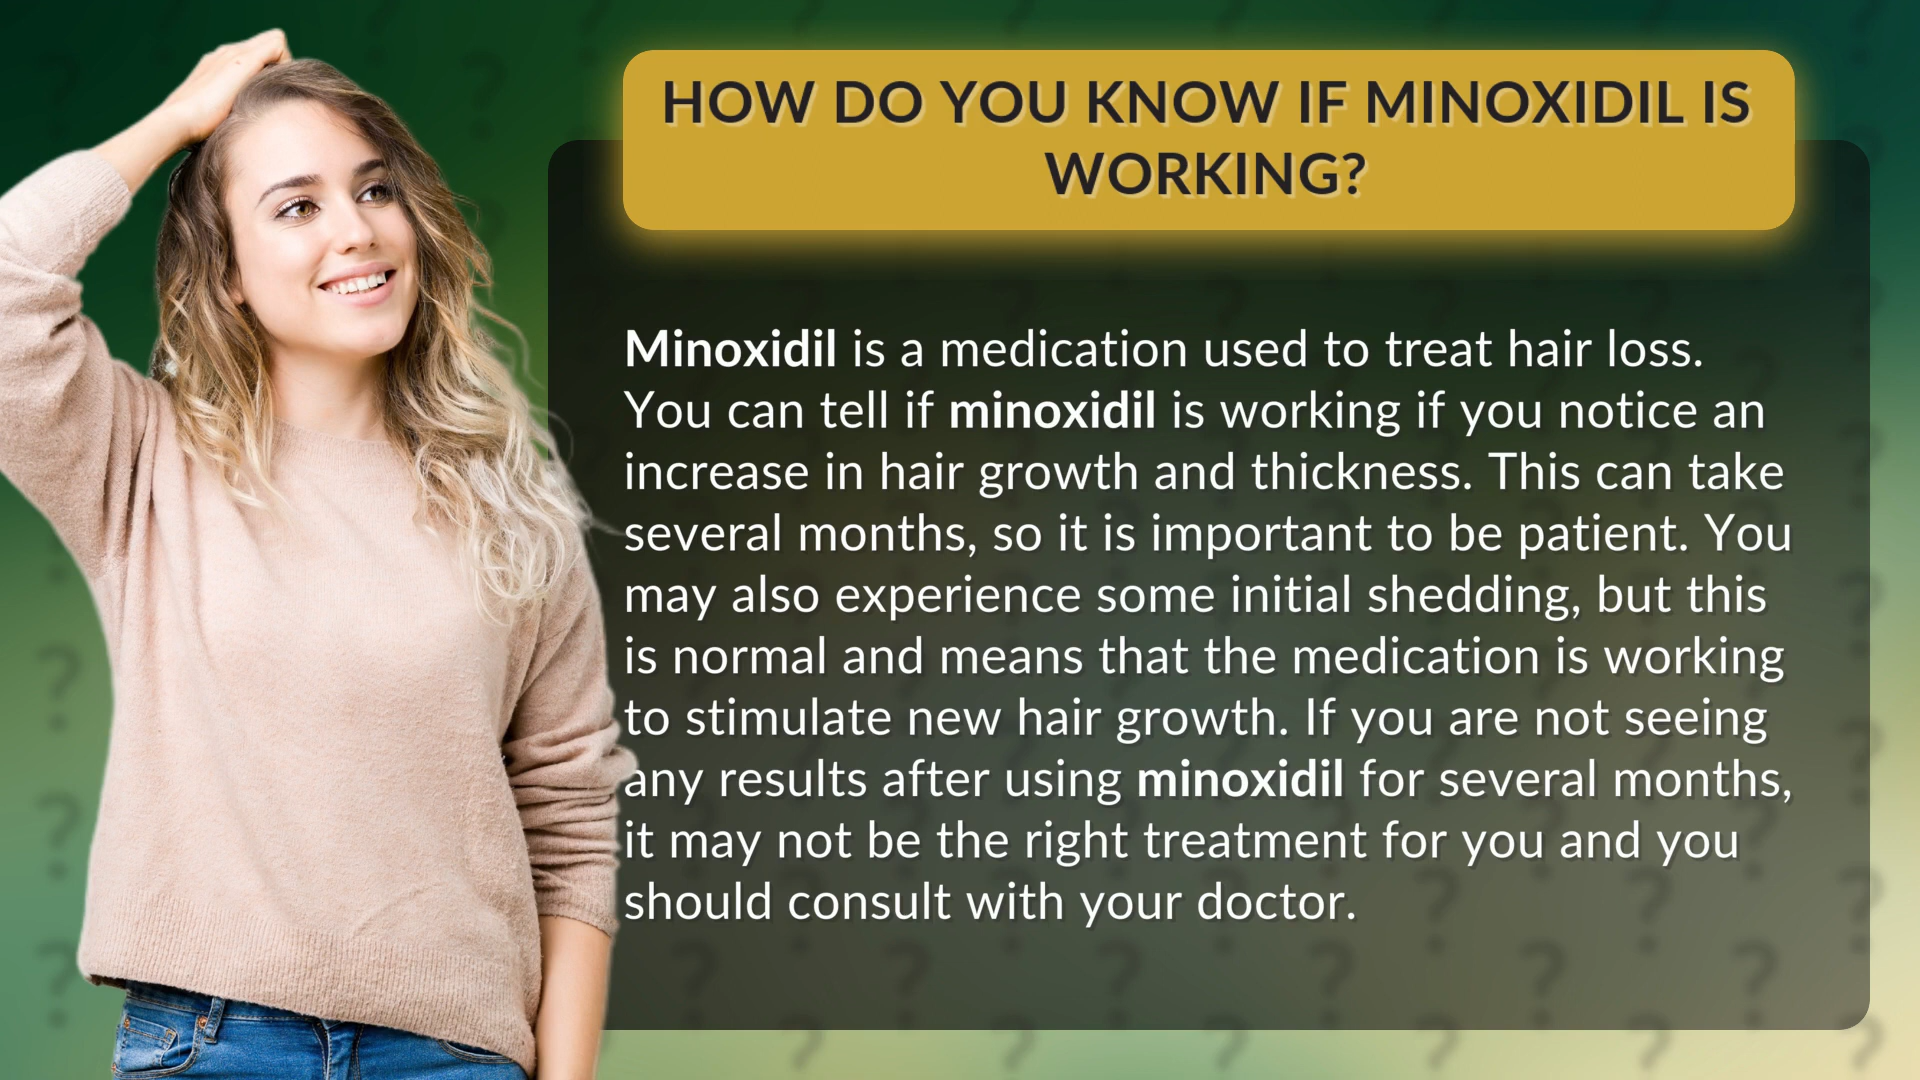 HOW DO YOU KNOW IF MINOXIDIL IS
WORKING?
Minoxidil is a medication used to treat hair loss.
You can tell if minoxidil is working if you notice an
increase in hair growth and thickness. This can take
several months, so it is important to be patient. You
may also experience some initial shedding, but this
is normal and means that the medication is working
to stimulate new hair growth. If you are not seeing
any results after using minoxidil for several months,
it may not be the right treatment for you and you
should consult with your doctor.